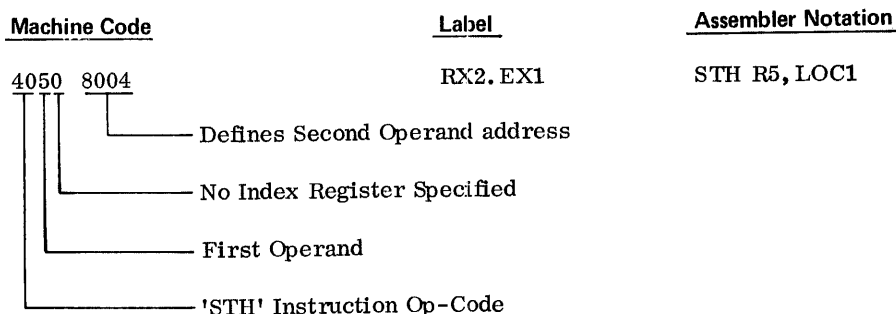 Machine Code Label Assembler Notation
4050 8004 RX2.EX1 STH R5, LOC1
Defines Second Operand address
No Index Register Specified
First Operand
'STH' Instruction Op-Code